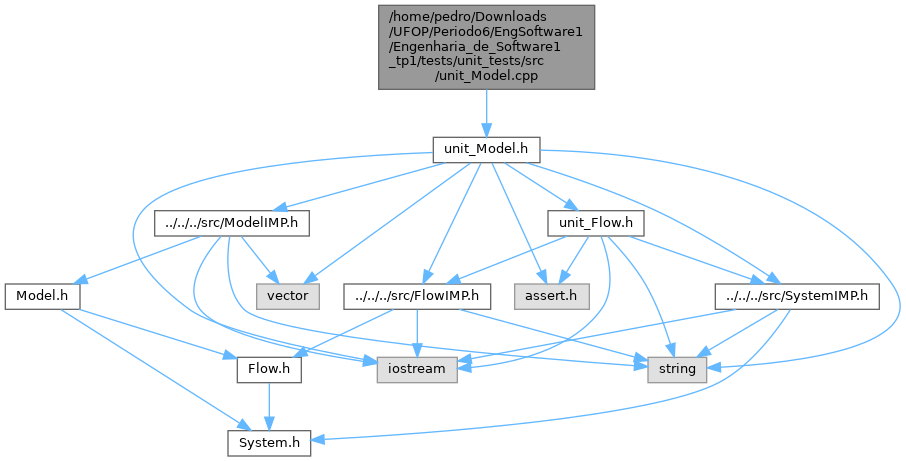 /home/pedro/Downloads
/UFOP/Periodo6/EngSoftware1
/Engenharia_de_Software1
_tp1/tests/unit_tests/src
/unit_Model.cpp
unit_Model.h
../../../src/ModelIMP.h
unit_Flow.h
Model.h
vector
../../../src/FlowIMP.h
assert.h
../../../src/SystemIMP.h
Flow.h
iostream
string
System.h